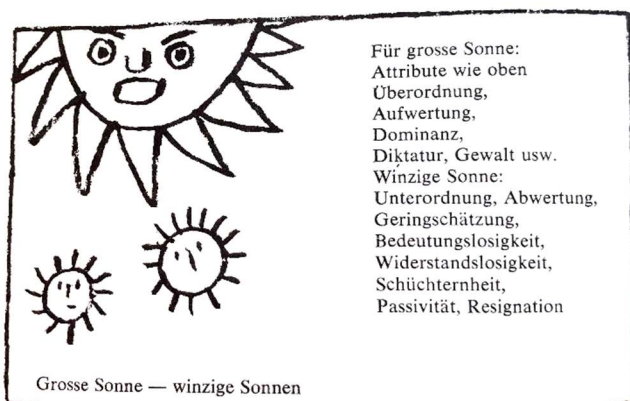 Für grosse Sonne:
Attribute wie oben
Überordnung,
Aufwertung,
Dominanz,
Diktatur, Gewalt usw.
Winzige Sonne:
Unterordnung, Abwertung,
Geringschätzung,
Bedeutungslosigkeit,
Widerstandslosigkeit,
Schüchternheit,
Passivität, Resignation
Grosse Sonne — winzige Sonnen